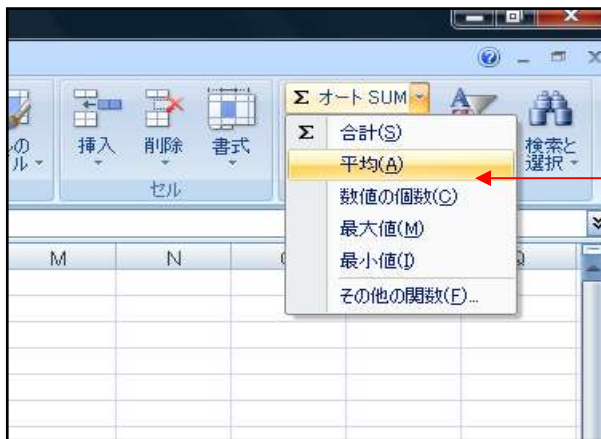 Σ オート SUM
の
ル
挿入
削除
書式
検索と
選択
セル
Σ 合計(S)
平均(A)
数値の個数(C)
最大値(M)
最小値(I)
その他の関数(F)...
M N Q